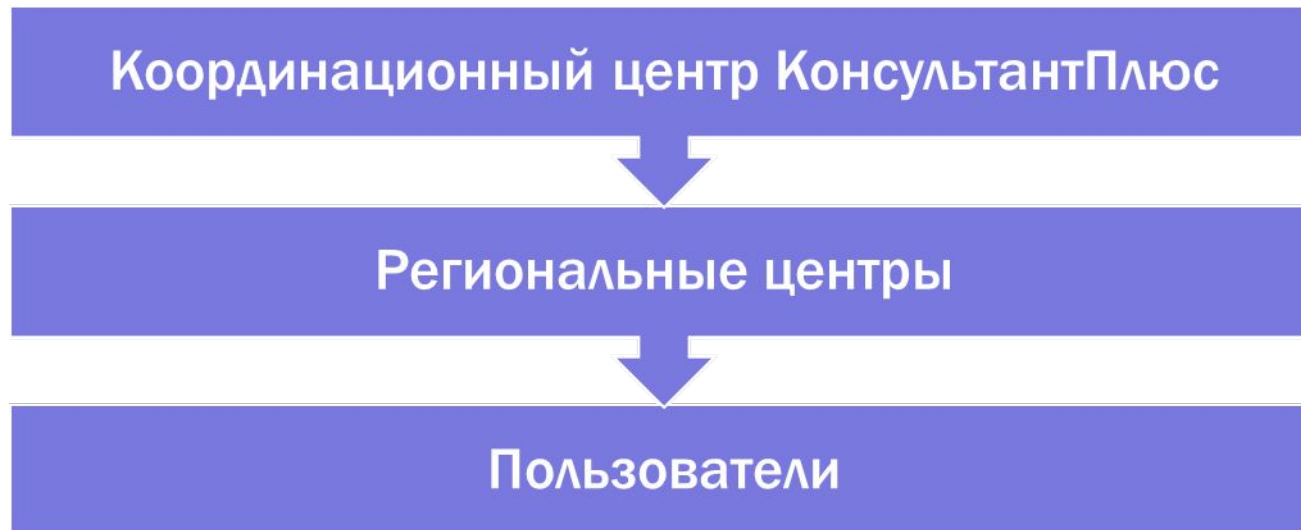 Координационный центр КонсультантПлюс
Региональные центры
Пользователи